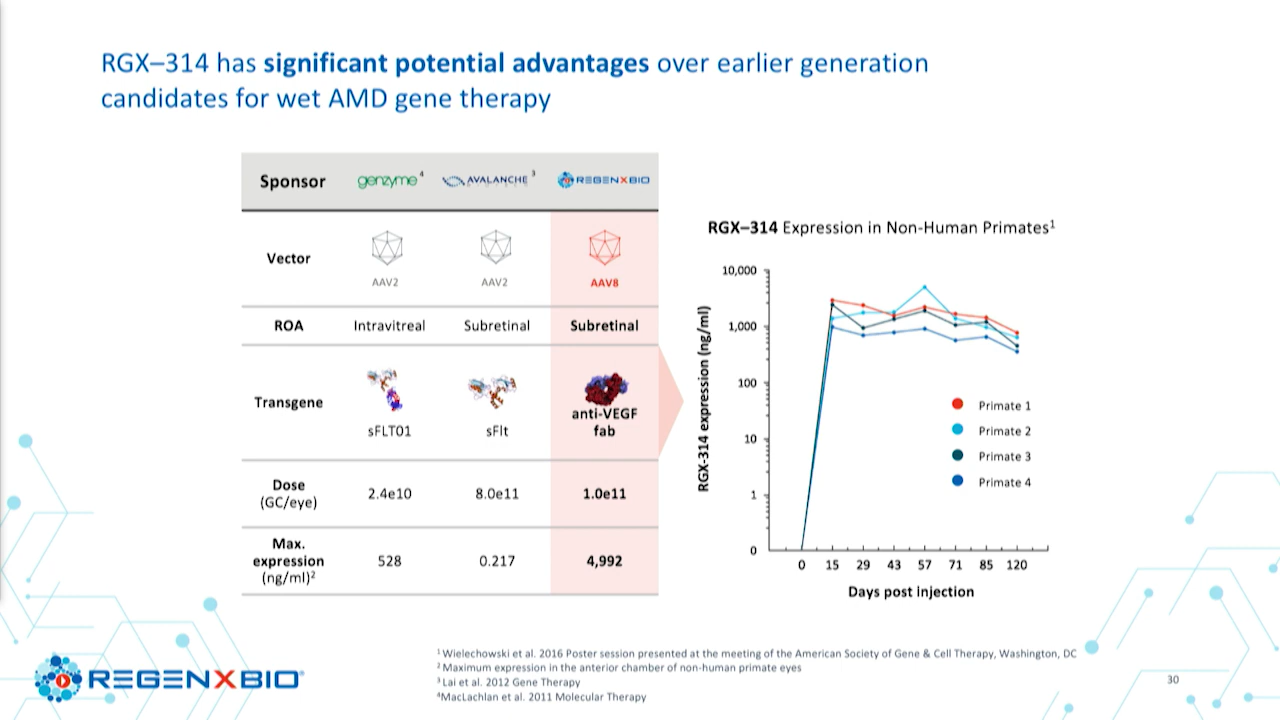 RGX–314 has significant potential advantages over earlier generation
candidates for wet AMD gene therapy
Sponsor genzyme 4 AVALANCHE 3 REGENXBIO
Vector
AAV2 AAV2 AAV8
ROA Intravitreal Subretinal Subretinal
Transgene
sFLT01 sFlt anti-VEGF
fab
Dose
(GC/eye)
2.4e10 8.0e11 1.0e11
Max.
expression
(ng/ml)2
528 0.217 4,992
RGX–314 Expression in Non-Human Primates1
RGX-314 expression (ng/ml)
10,000
1,000
100
10
1
0
0 15 29 43 57 71 85 120
Days post injection
Primate 1
Primate 2
Primate 3
Primate 4
1 Wielechowski et al. 2016 Poster session presented at the meeting of the American Society of Gene & Cell Therapy, Washington, DC
2 Maximum expression in the anterior chamber of non-human primate eyes
3 Lai et al. 2012 Gene Therapy
4MacLachlan et al. 2011 Molecular Therapy
REGENXBIO
30